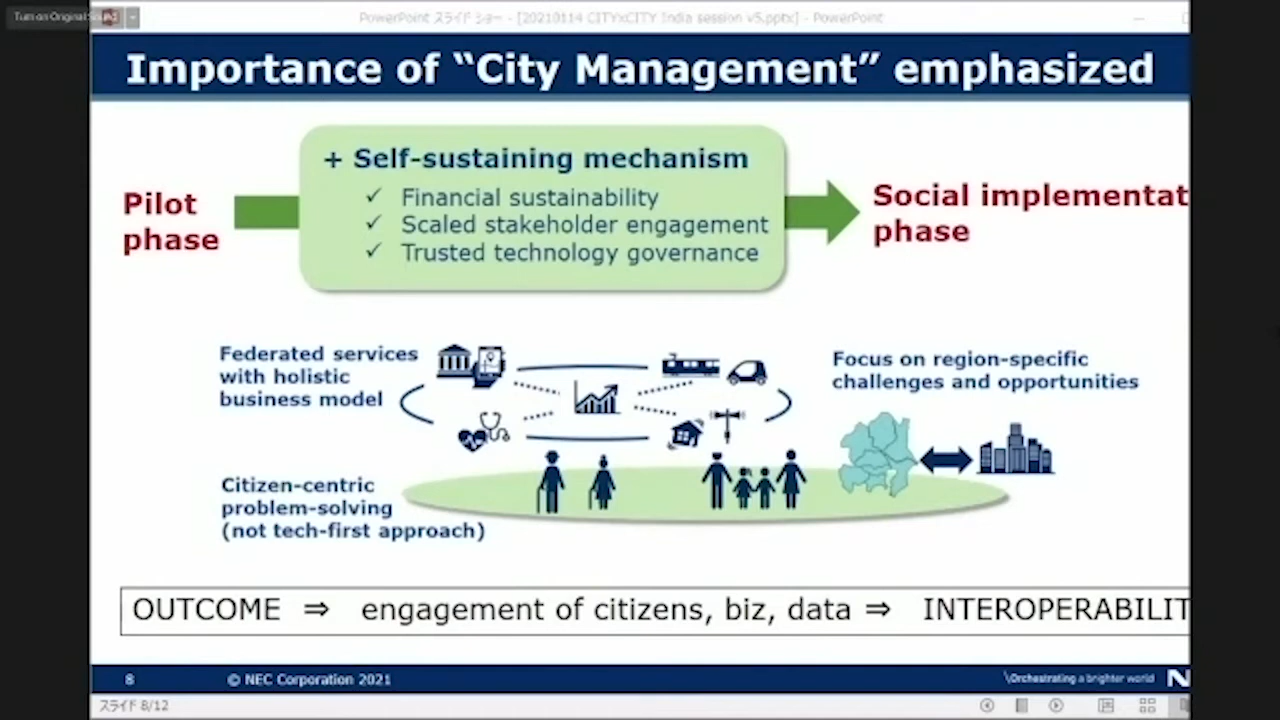 Turn on Original Sound
PowerPoint スライド ショー - [20210114 CITYxCITY India session v5.pptx] - PowerPoint
Importance of “City Management” emphasized
+ Self-sustaining mechanism
✓ Financial sustainability
✓ Scaled stakeholder engagement
✓ Trusted technology governance
Pilot
phase
Social implementat
phase
Federated services
with holistic
business model
Focus on region-specific
challenges and opportunities
Citizen-centric
problem-solving
(not tech-first approach)
OUTCOME ⇒ engagement of citizens, biz, data ⇒ INTEROPERABILIT
8
© NEC Corporation 2021
\Orchestrating a brighter world
N
スライド 8/12